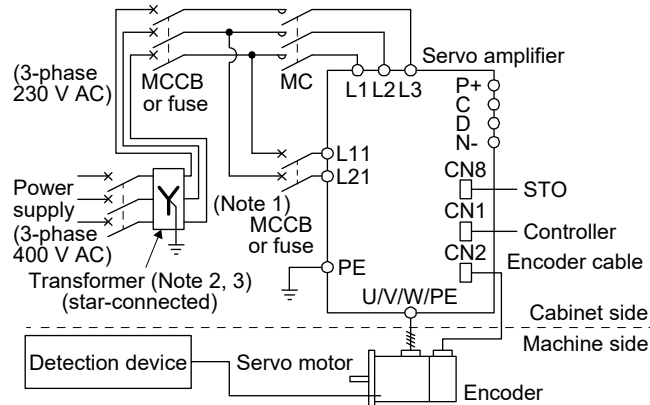 (3-phase
230 V AC)
MCCB
or fuse
MC
Servo amplifier
L1 L2 L3
P+
C
D
N-
L11
L21
CN8
STO
CN1
Controller
CN2
Encoder cable
Power
supply
(3-phase
400 V AC)
(Note 1)
MCCB
or fuse
Transformer (Note 2, 3)
(star-connected)
PE
U/V/W/PE
Cabinet side
Machine side
Detection device
Servo motor
Encoder